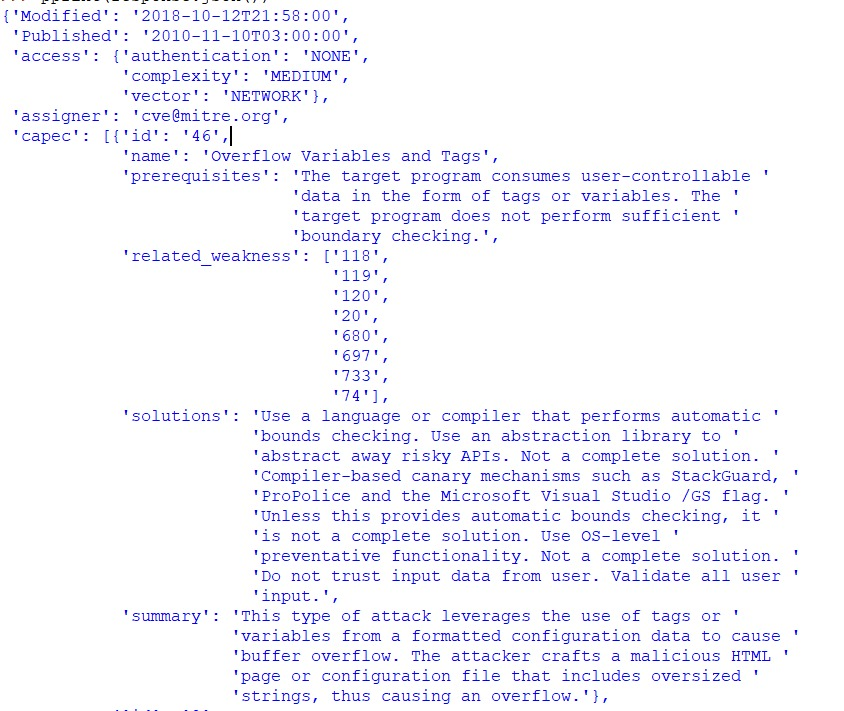 {'Modified': '2018-10-12T21:58:00',
 'Published': '2010-11-10T03:00:00',
 'access': {'authentication': 'NONE',
            'complexity': 'MEDIUM',
            'vector': 'NETWORK'},
 'assigner': 'cve@mitre.org',
 'capec': [{'id': '46',
            'name': 'Overflow Variables and Tags',
            'prerequisites': 'The target program consumes user-controllable '
                             'data in the form of tags or variables. The '
                             'target program does not perform sufficient '
                             'boundary checking.',
            'related_weakness': ['118',
                                 '119',
                                 '120',
                                 '20',
                                 '680',
                                 '697',
                                 '733',
                                 '74'],
            'solutions': 'Use a language or compiler that performs automatic '
                         'bounds checking. Use an abstraction library to '
                         'abstract away risky APIs. Not a complete solution. '
                         'Compiler-based canary mechanisms such as StackGuard, '
                         'ProPolice and the Microsoft Visual Studio /GS flag. '
                         'Unless this provides automatic bounds checking, it '
                         'is not a complete solution. Use OS-level '
                         'preventative functionality. Not a complete solution. '
                         'Do not trust input data from user. Validate all user '
                         'input.',
            'summary': 'This type of attack leverages the use of tags or '
                       'variables from a formatted configuration data to cause '
                       'buffer overflow. The attacker crafts a malicious HTML '
                       'page or configuration file that includes oversized '
                       'strings, thus causing an overflow.'},